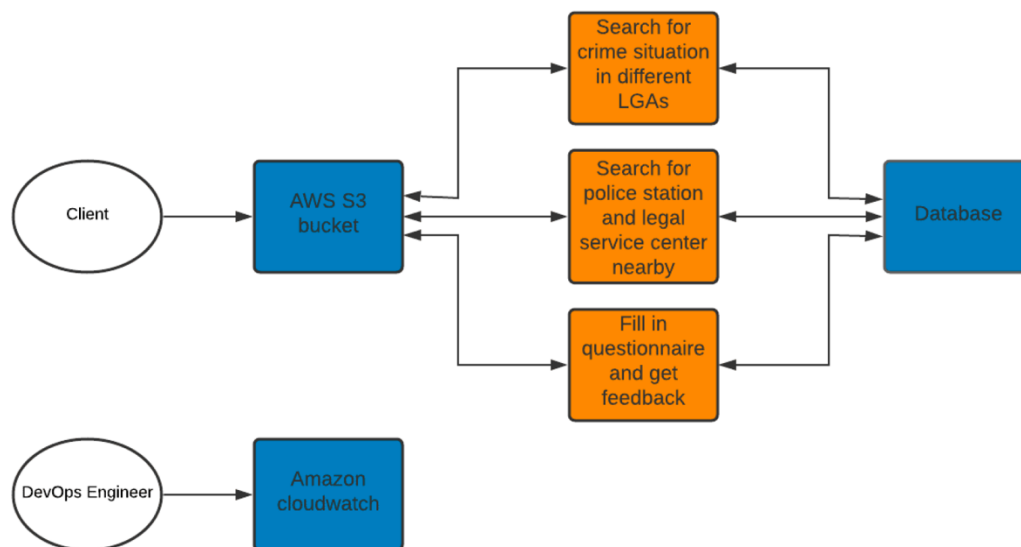 Search for
crime situation
in different
LGAs
Client
AWS S3
bucket
Search for
police station
and legal
service center
nearby
Database
Fill in
questionnaire
and get
feedback
DevOps Engineer
Amazon
cloudwatch